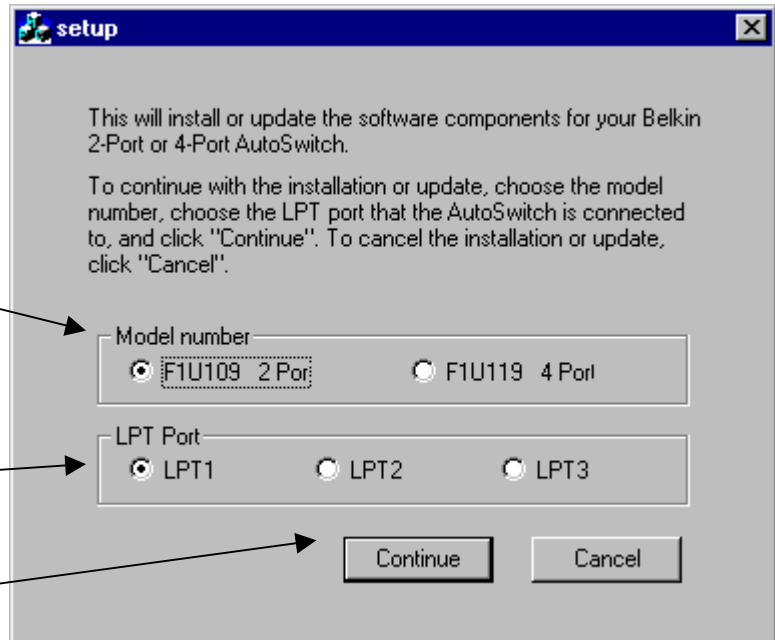 setup
This will install or update the software components for your Belkin
2-Port or 4-Port AutoSwitch.
To continue with the installation or update, choose the model
number, choose the LPT port that the AutoSwitch is connected
to, and click "Continue". To cancel the installation or update,
click "Cancel".
Model number
F1U109 2 Por
F1U119 4 Port
LPT Port
LPT1 LPT2 LPT3
Continue Cancel